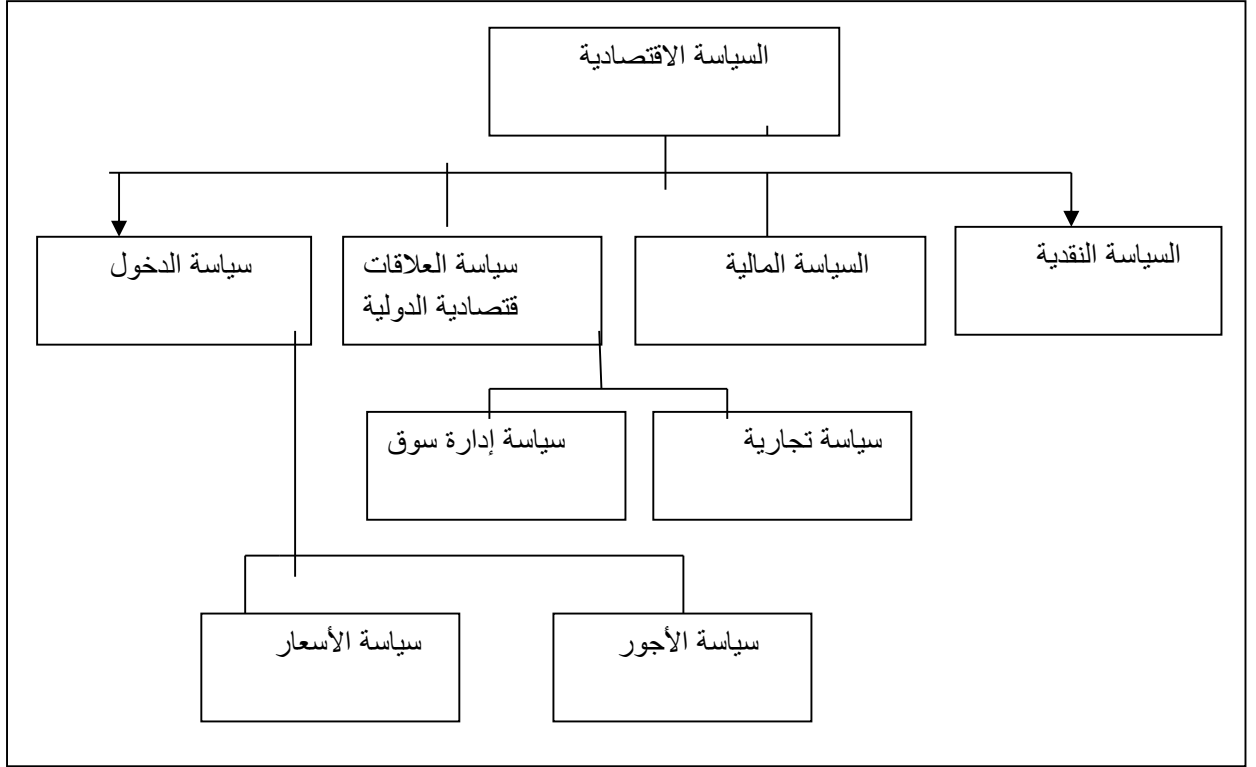 السياسة الاقتصادية
السياسة النقدية
السياسة المالية
سياسة العلاقات
قتصادية الدولية
سياسة الدخول
سياسة تجارية
سياسة إدارة سوق
سياسة الأجور
سياسة الأسعار